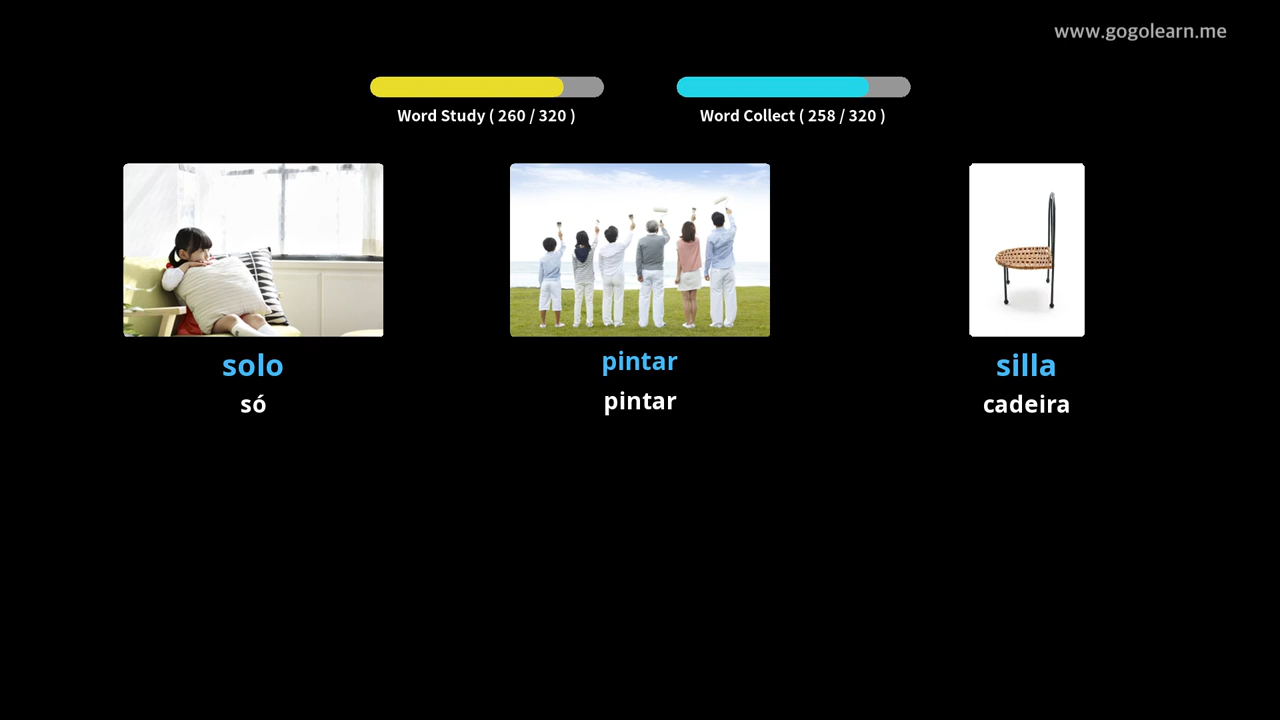 www.gogolearn.me
Word Study ( 260 / 320 )
Word Collect ( 258 / 320 )
solo
só
pintar
pintar
silla
cadeira